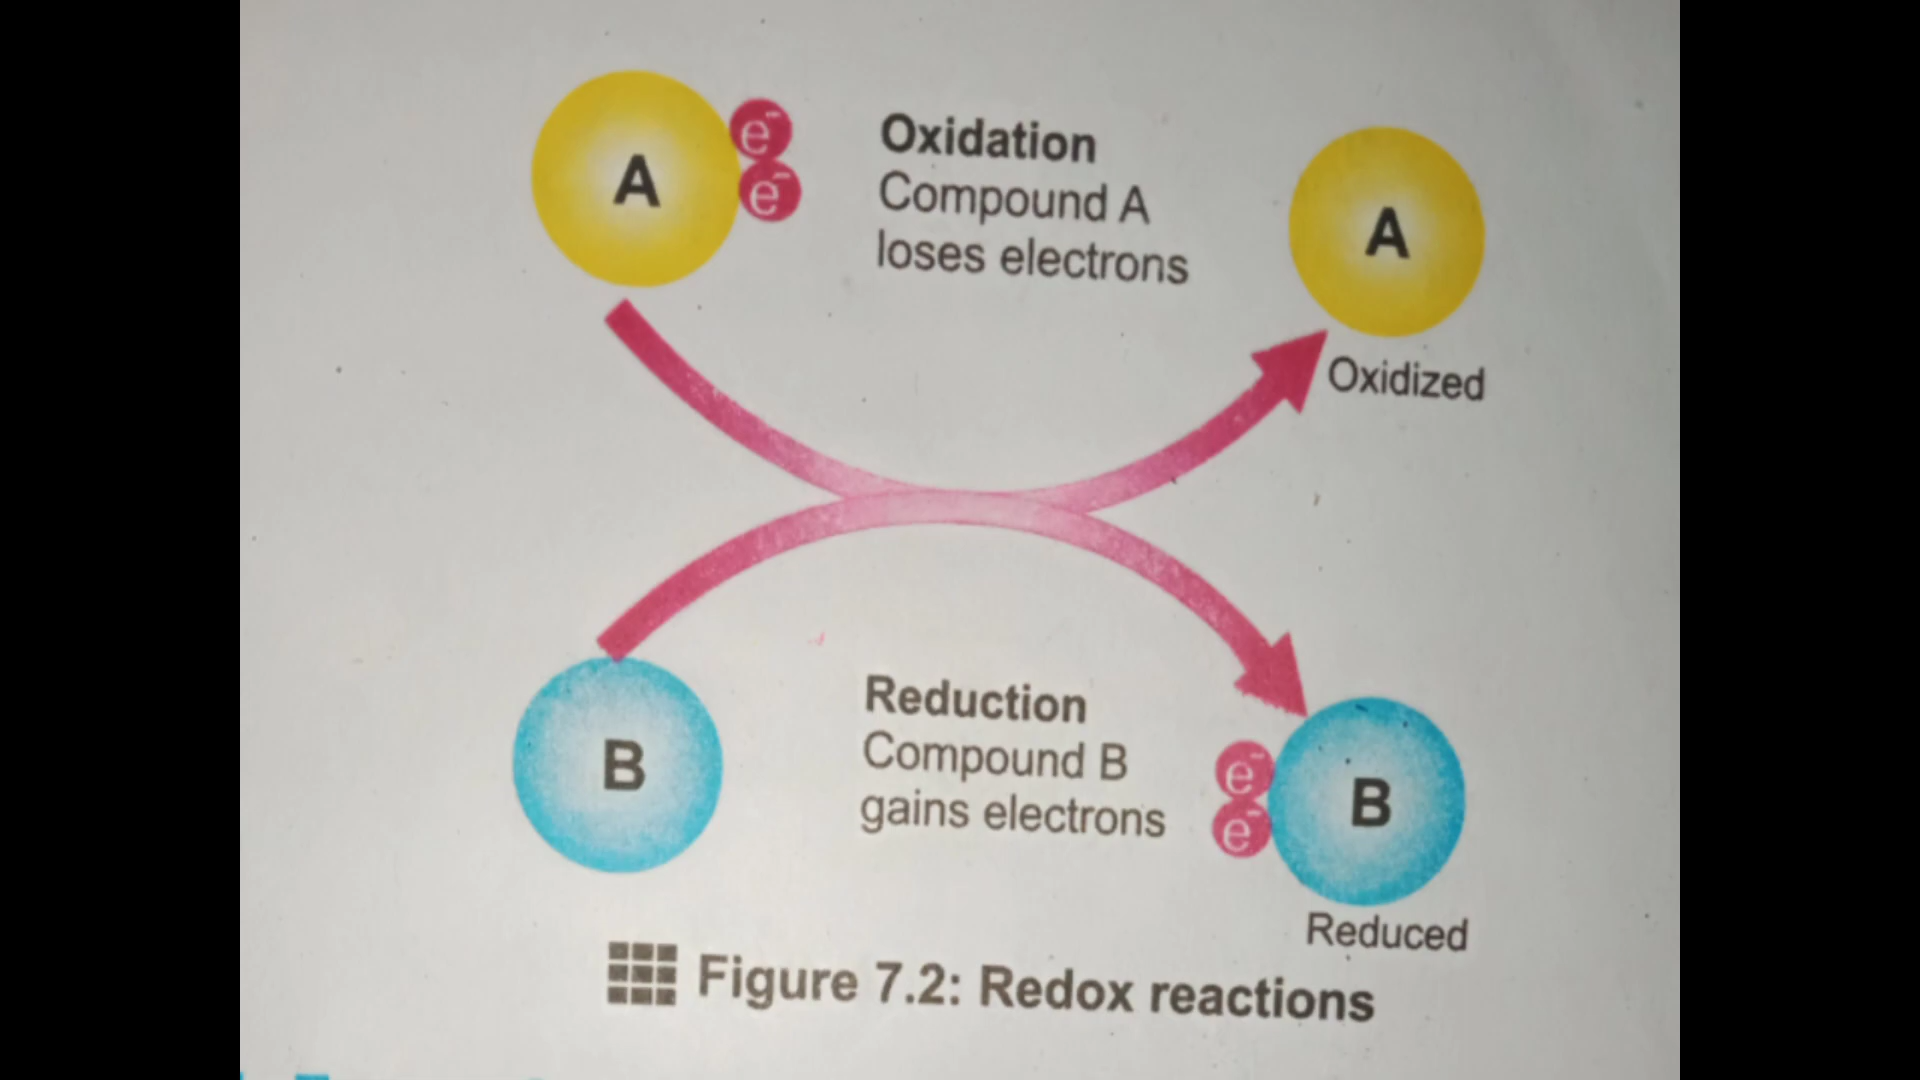 A
e-
e-
Oxidation
Compound A
loses electrons
A
Oxidized
B
Reduction
Compound B
gains electrons
e-
e-
B
Reduced
Figure 7.2: Redox reactions